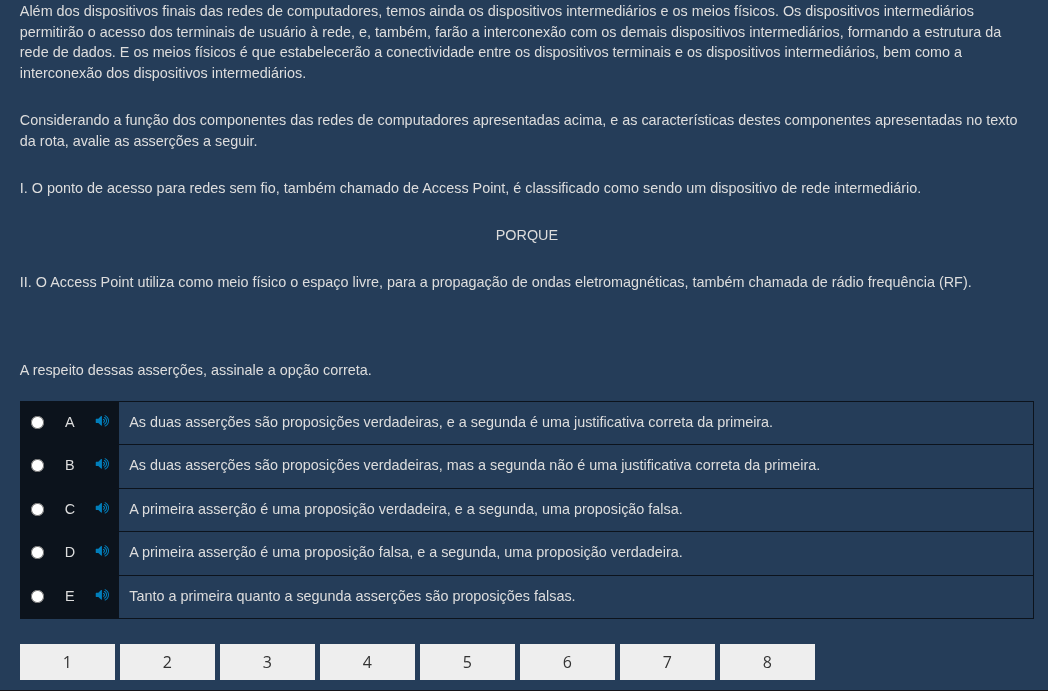 Além dos dispositivos finais das redes de computadores, temos ainda os dispositivos intermediários e os meios físicos. Os dispositivos intermediários
permitirão o acesso dos terminais de usuário à rede, e, também, farão a interconexão com os demais dispositivos intermediários, formando a estrutura da
rede de dados. E os meios físicos é que estabelecerão a conectividade entre os dispositivos terminais e os dispositivos intermediários, bem como a
interconexão dos dispositivos intermediários.
Considerando a função dos componentes das redes de computadores apresentadas acima, e as características destes componentes apresentadas no texto
da rota, avalie as asserções a seguir.
I. O ponto de acesso para redes sem fio, também chamado de Access Point, é classificado como sendo um dispositivo de rede intermediário.
PORQUE
II. O Access Point utiliza como meio físico o espaço livre, para a propagação de ondas eletromagnéticas, também chamada de rádio frequência (RF).
A respeito dessas asserções, assinale a opção correta.
A As duas asserções são proposições verdadeiras, e a segunda é uma justificativa correta da primeira.
B As duas asserções são proposições verdadeiras, mas a segunda não é uma justificativa correta da primeira.
C A primeira asserção é uma proposição verdadeira, e a segunda, uma proposição falsa.
D A primeira asserção é uma proposição falsa, e a segunda, uma proposição verdadeira.
E Tanto a primeira quanto a segunda asserções são proposições falsas.
1 2 3 4 5 6 7 8